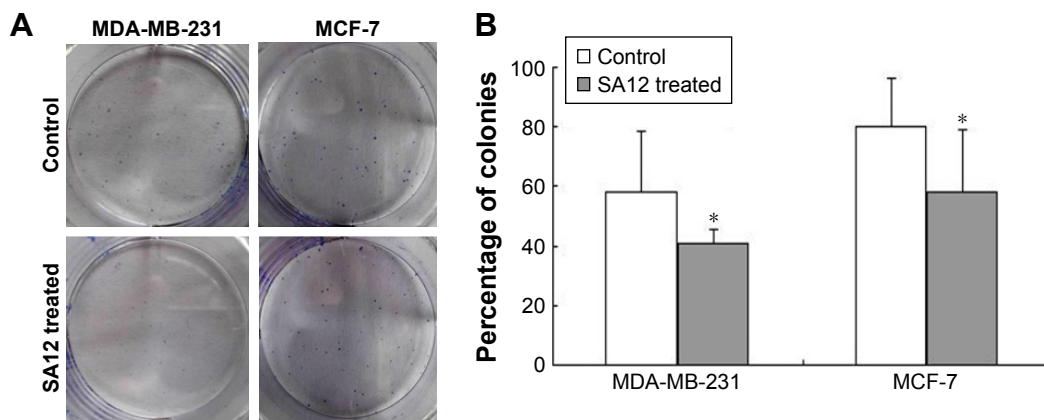 A
MDA-MB-231
MCF-7
Control
SA12 treated
B
Control
SA12 treated
Percentage of colonies
100
80
60
40
20
0
*
*
MDA-MB-231
MCF-7